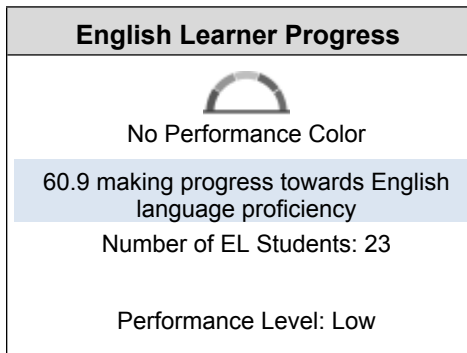 English Learner Progress
No Performance Color
60.9 making progress towards English
language proficiency
Number of EL Students: 23
Performance Level: Low